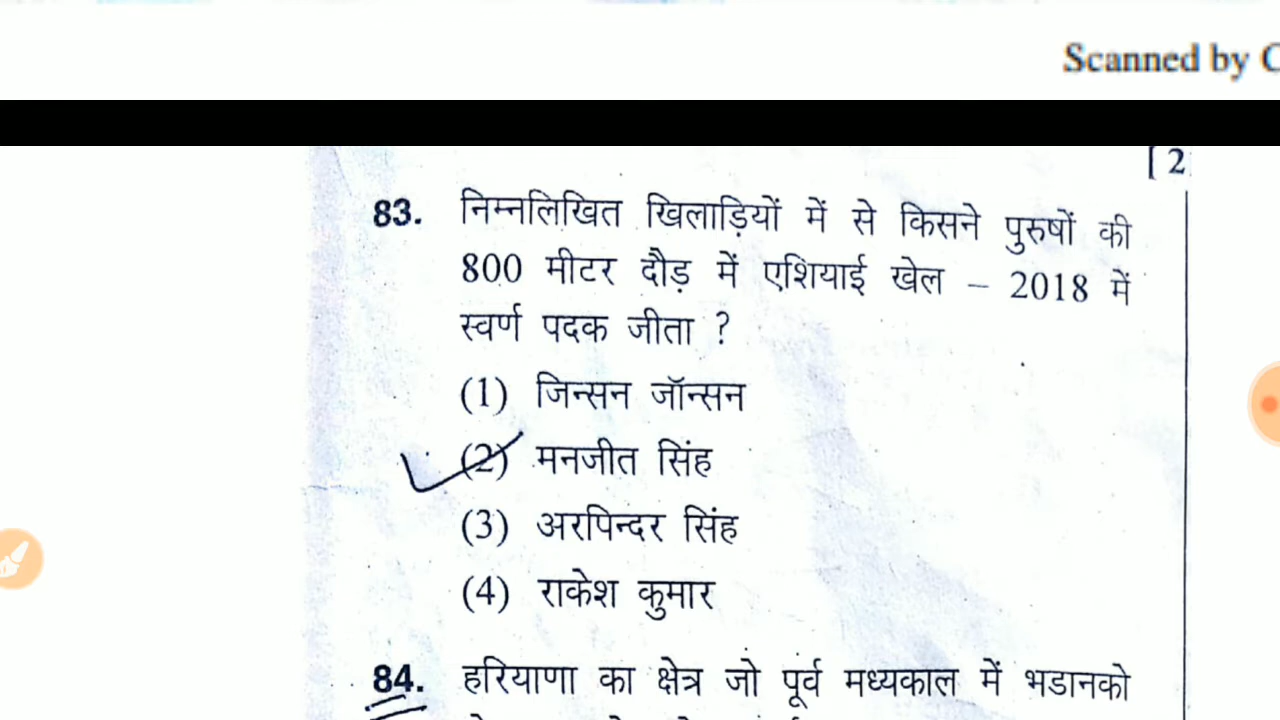 Scanned by C
[ 2
83. निम्नलिखित खिलाड़ियों में से किसने पुरुषों की
800 मीटर दौड़ में एशियाई खेल – 2018 में
स्वर्ण पदक जीता ?
(1) जिन्सन जॉन्सन
(2) मनजीत सिंह
(3) अरपिन्दर सिंह
(4) राकेश कुमार
84. हरियाणा का क्षेत्र जो पूर्व मध्यकाल में भडानको